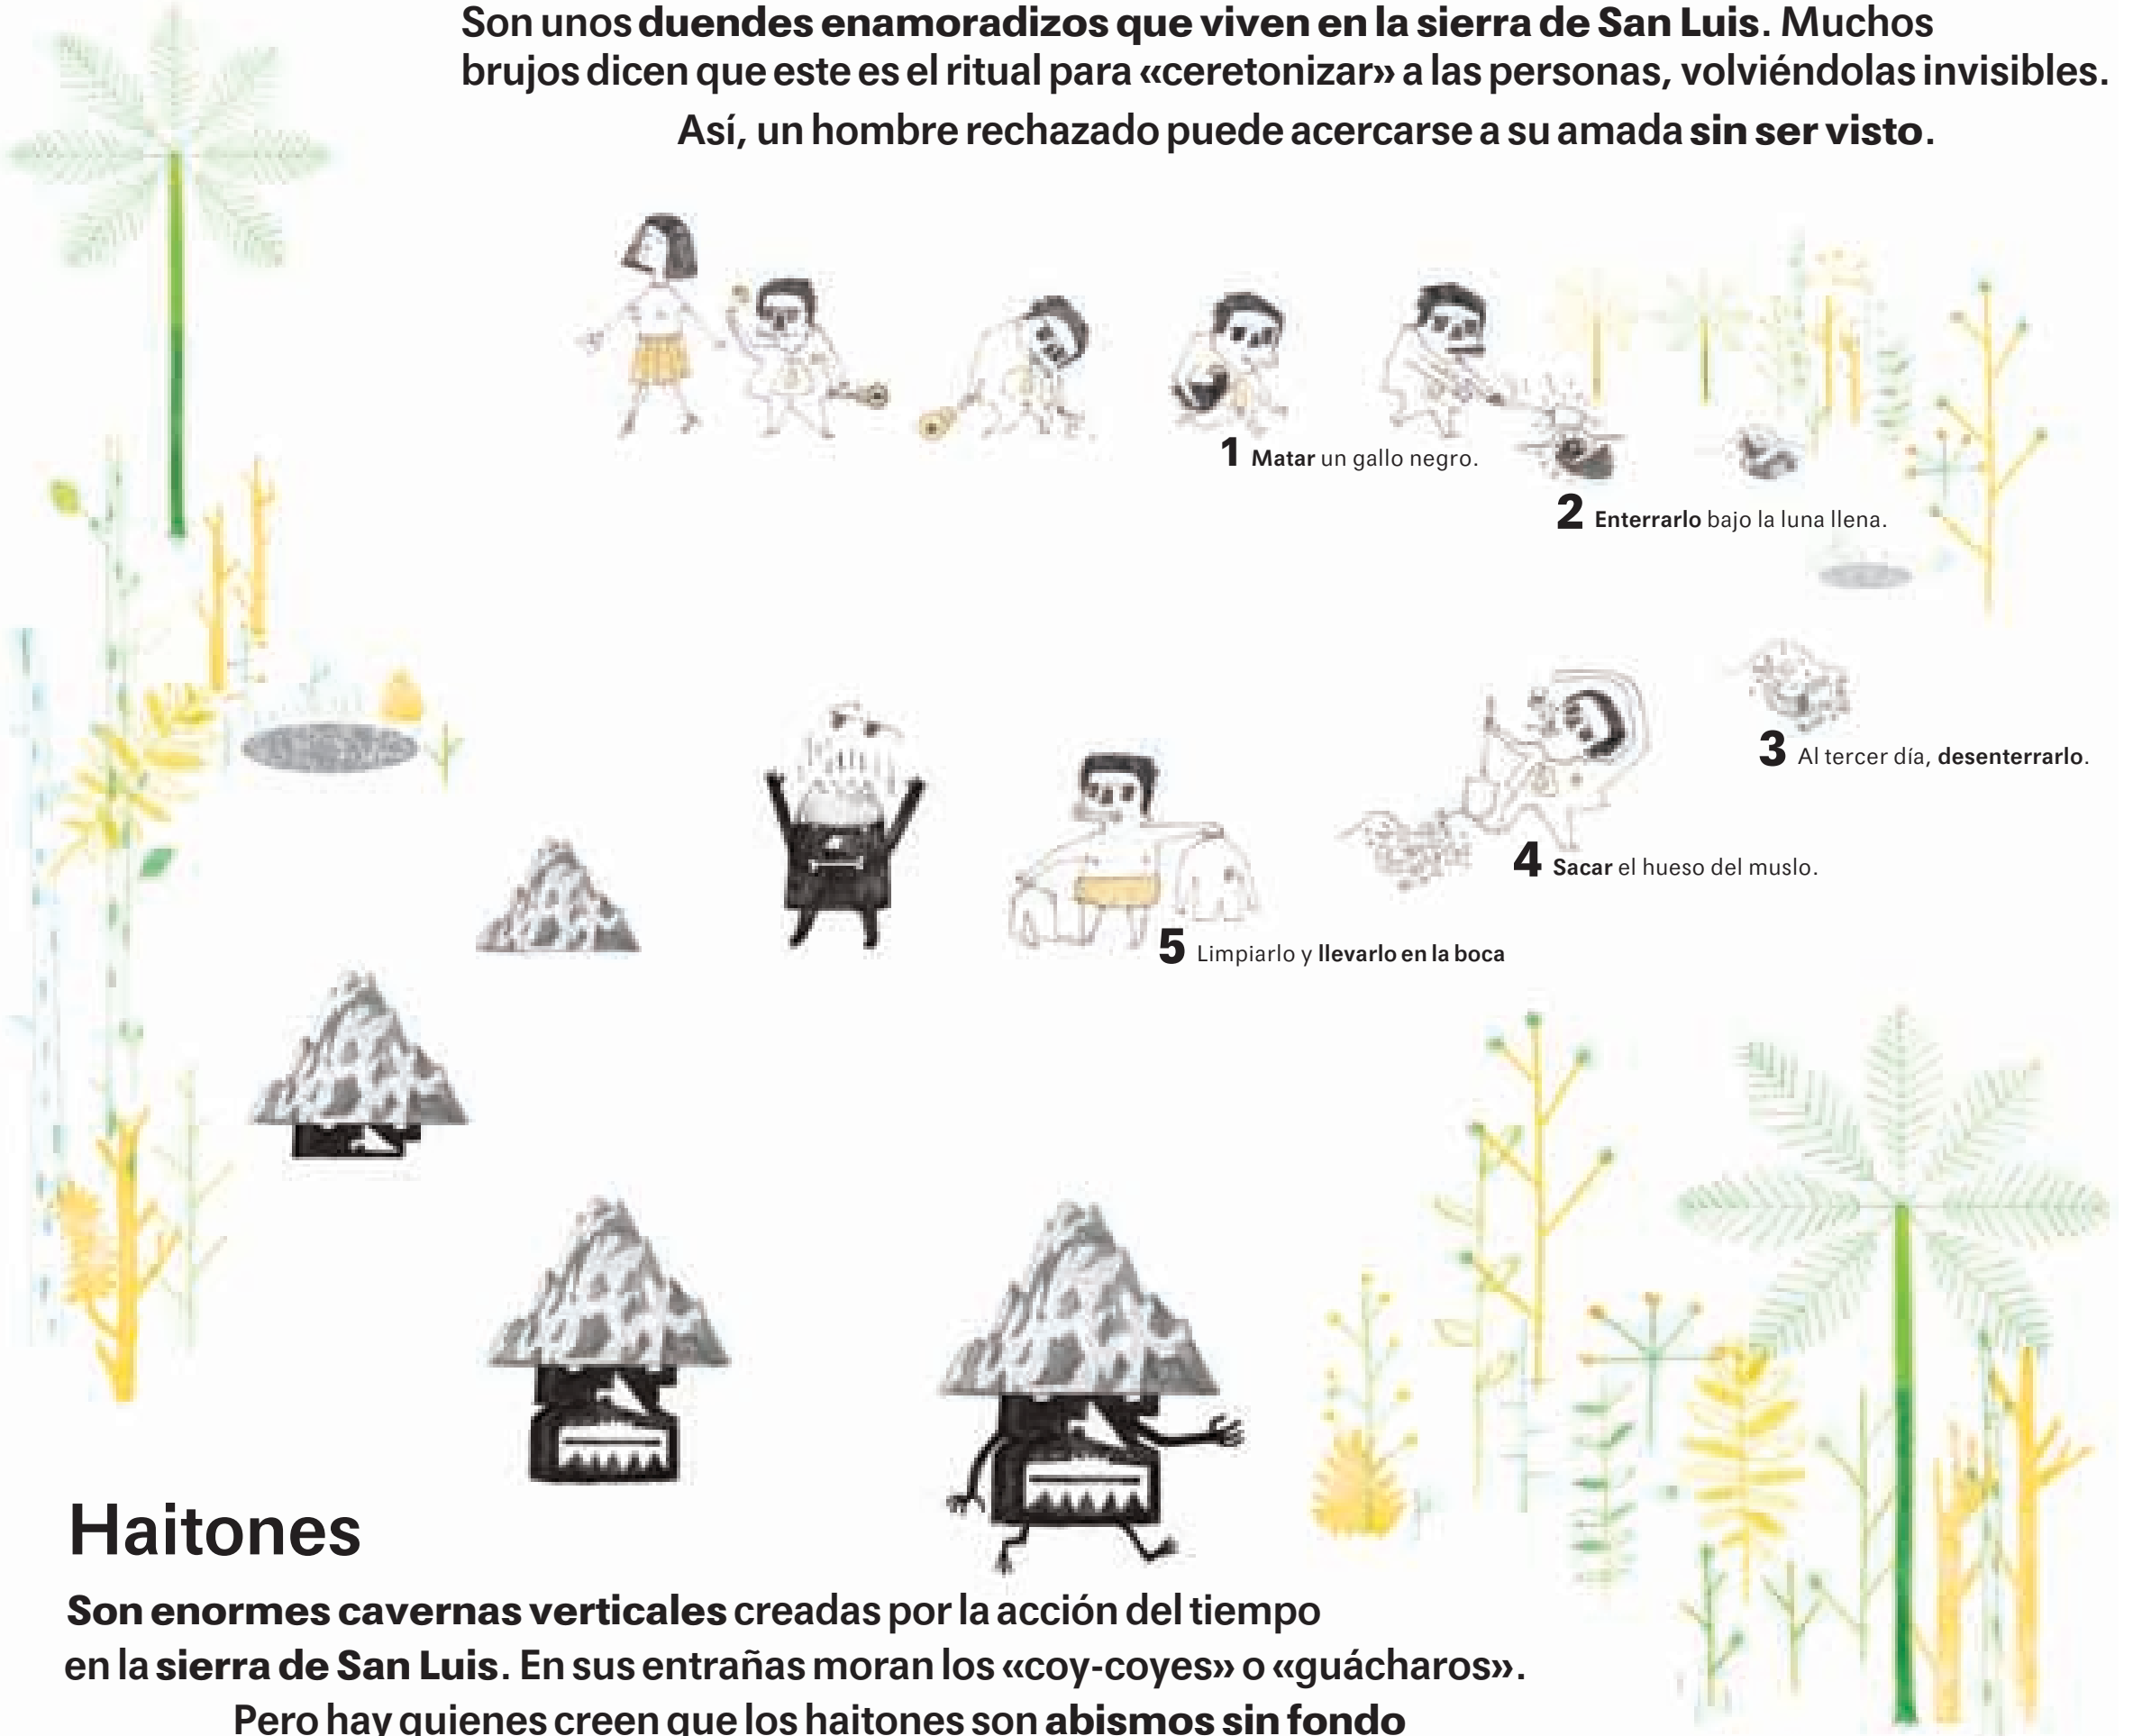 Son unos duendes enamoradizos que viven en la sierra de San Luis. Muchos
brujos dicen que este es el ritual para «ceretonizar» a las personas, volviéndolas invisibles.
Así, un hombre rechazado puede acercarse a su amada sin ser visto.
1 Matar un gallo negro.
2 Enterrarlo bajo la luna llena.
3 Al tercer día, desenterrarlo.
4 Sacar el hueso del muslo.
5 Limpiarlo y llevarlo en la boca
Haitones
Son enormes cavernas verticales creadas por la acción del tiempo
en la sierra de San Luis. En sus entrañas moran los «coy-coyes» o «guácharos».
Pero hay quienes creen que los haitones son abismos sin fondo